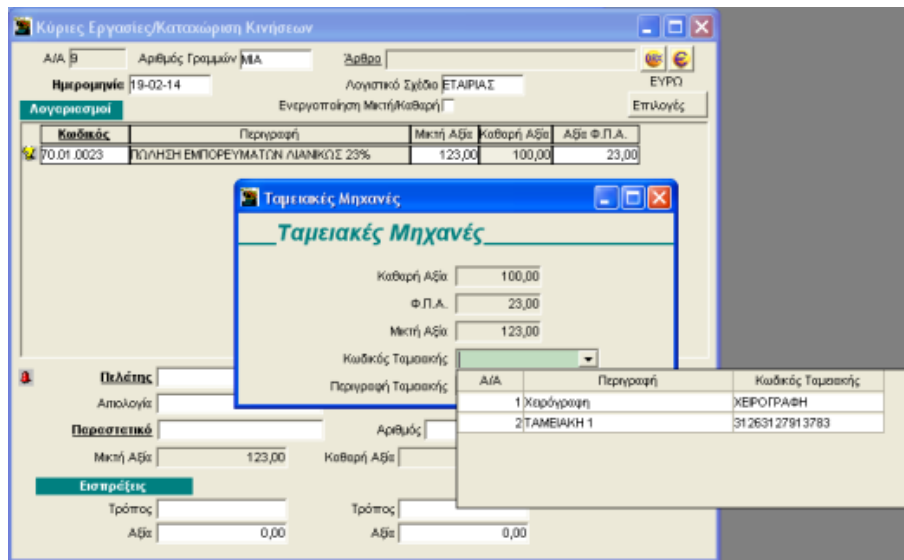 Κύριες Εργασίες/Καταχώριση Κινήσεων
Α/Α 9 Αριθμός Γραμμών ΜΙΑ Άρθρο
ΕΥΡΩ
Ημερομηνία 19-02-14 Λογιστικό Σχέδιο ΕΤΑΙΡΙΑΣ
Λογαριασμοί Ενεργοποίηση Μικτή/Καθαρή Επιλογές
Κωδικός Περιγραφή Μικτή Αξία Καθαρή Αξία Αξία Φ.Π.Α.
70.01.0023 ΠΩΛΗΣΗ ΕΜΠΟΡΕΥΜΑΤΩΝ ΛΙΑΝΙΚΩΣ 23% 123,00 100,00 23,00
Ταμειακές Μηχανές
Ταμειακές Μηχανές
Καθαρή Αξία 100,00
Φ.Π.Α. 23,00
Μικτή Αξία 123,00
Κωδικός Ταμειακής
Περιγραφή Ταμειακής
Α/Α Περιγραφή Κωδικός Ταμειακής
1 Χειρόγραφη ΧΕΙΡΟΓΡΑΦΗ
2 ΤΑΜΕΙΑΚΗ 1 31263127913783
Πελάτης
Αιτιολογία
Παραστατικό Αριθμός
Μικτή Αξία 123,00 Καθαρή Αξία
Εισπράξεις
Τρόπος Τρόπος
Αξία 0,00 Αξία 0,00